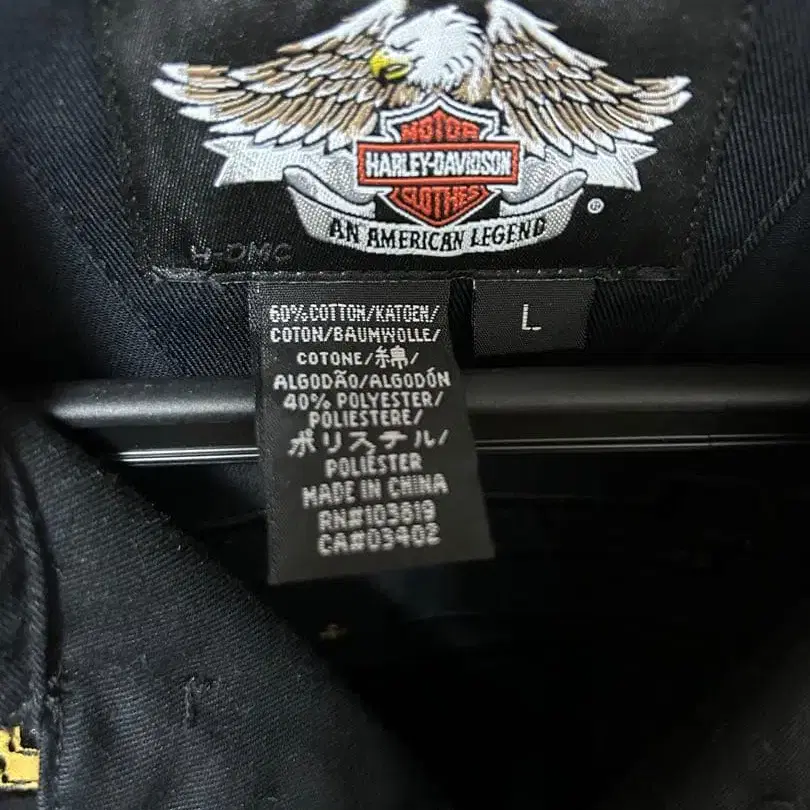 MOTOR
HARLEY-DAVIDSON
CLOTHES
AN AMERICAN LEGEND
®
H-DMC
L
60% COTTON/KATOEN/
COTON/BAUMWOLLE/
COTONE/綿/
ALGODÃO/ALGODÓN
40% POLYESTER/
POLIESTERE/
ポリエステル/
POLIÉSTER
MADE IN CHINA
RN#103819
CA#03402